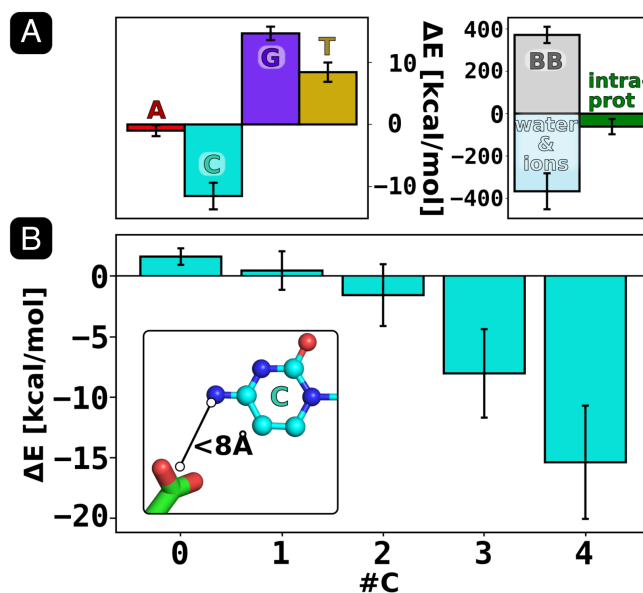 A
A
C
G
T
10
0
−10
ΔE [kcal/mol]
400
200
0
−200
−400
BB
water
&
ions
intra-
prot
B
ΔE [kcal/mol]
0
−5
−10
−15
−20
C
<8Å
0 1 2 3 4
#C